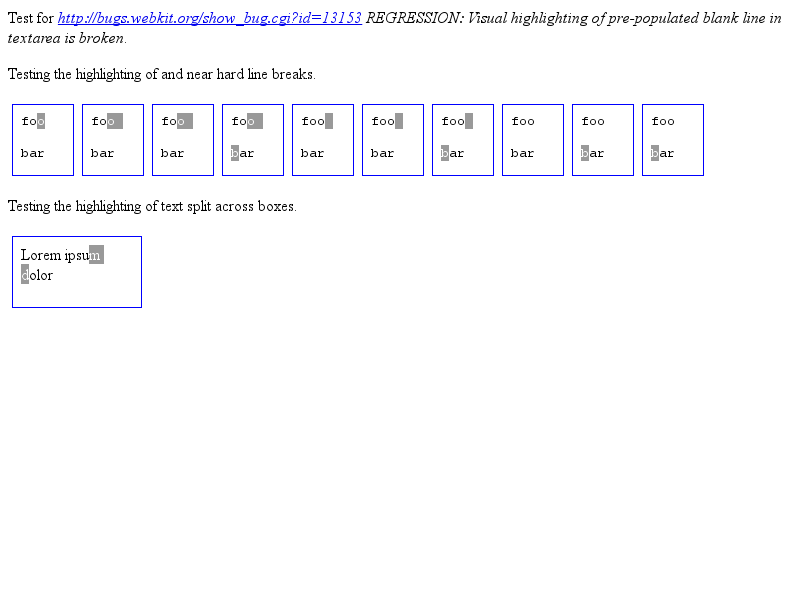 Test for http://bugs.webkit.org/show_bug.cgi?id=13153 REGRESSION: Visual highlighting of pre-populated blank line in
textarea is broken.
Testing the highlighting of and near hard line breaks.
foo foo foo foo foo foo foo foo foo foo
bar bar bar bar bar bar bar bar bar bar
Testing the highlighting of text split across boxes.
Lorem ipsum
dolor